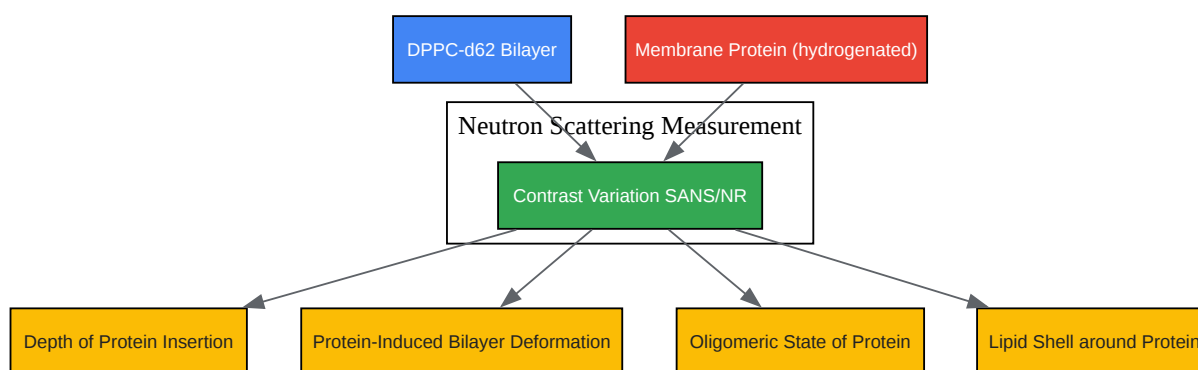 DPPC-d62 Bilayer
Membrane Protein (hydrogenated)
Neutron Scattering Measurement
Contrast Variation SANS/NR
Depth of Protein Insertion
Protein-Induced Bilayer Deformation
Oligomeric State of Protein
Lipid Shell around Protein